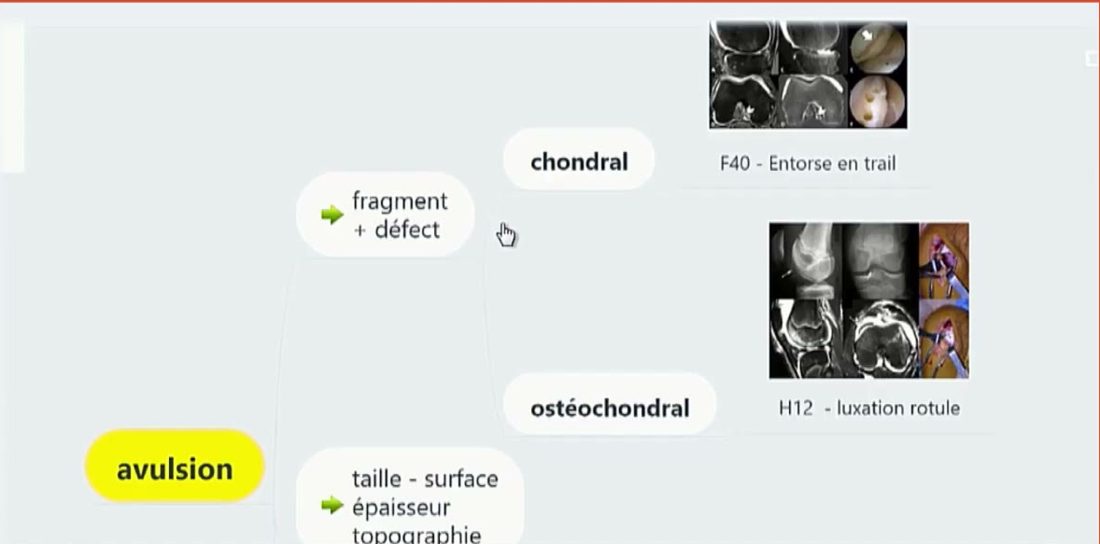 chondral
F40 - Entorse en trail
fragment
+ défect
ostéochondral
H12 - luxation rotule
avulsion
taille - surface
épaisseur
topographie